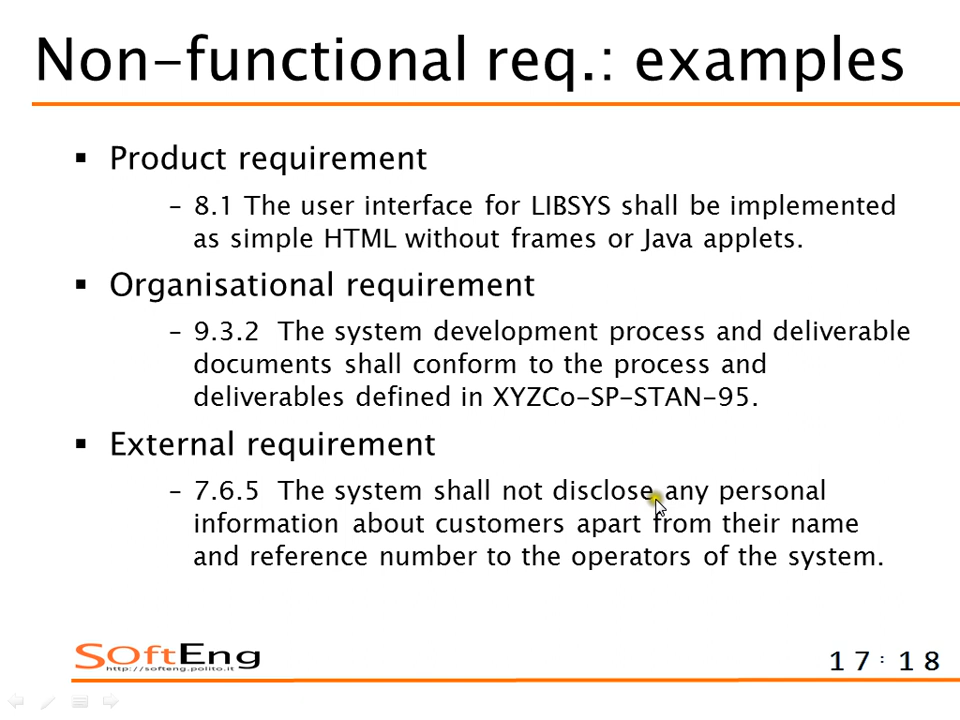 Non-functional req.: examples
▪ Product requirement
– 8.1 The user interface for LIBSYS shall be implemented
as simple HTML without frames or Java applets.
▪ Organisational requirement
– 9.3.2 The system development process and deliverable
documents shall conform to the process and
deliverables defined in XYZCo-SP-STAN-95.
▪ External requirement
– 7.6.5 The system shall not disclose any personal
information about customers apart from their name
and reference number to the operators of the system.
SOftEng
http://softeng.polito.it
17:18